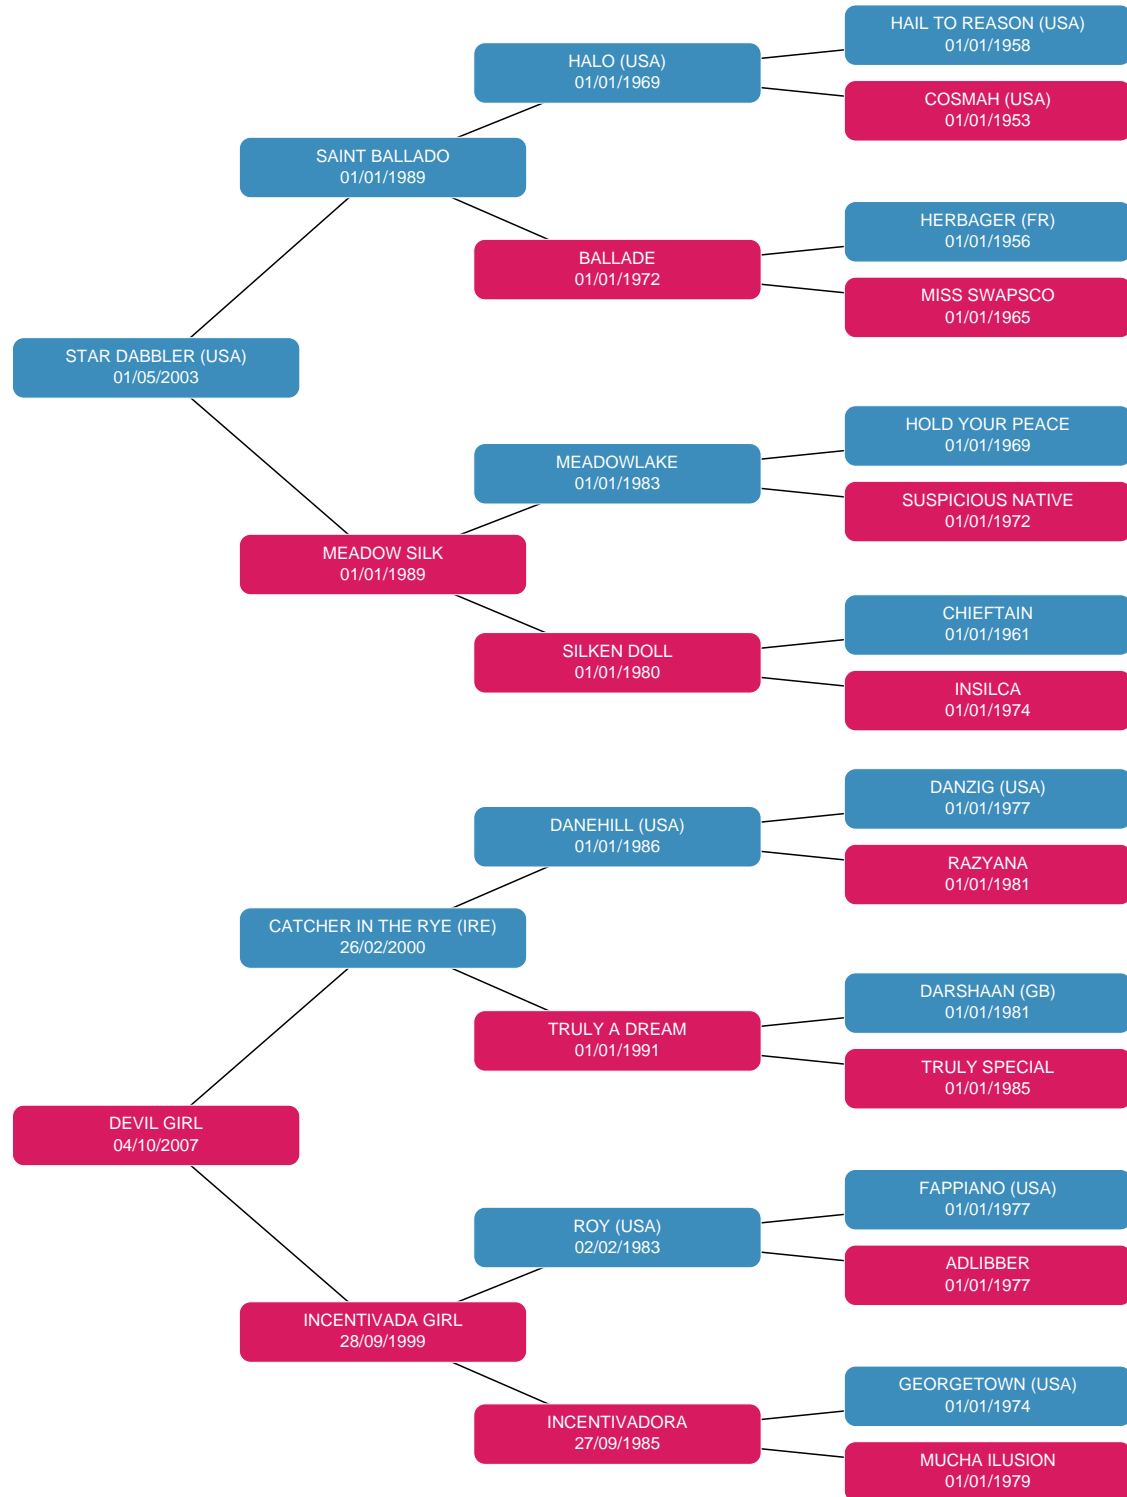 HAIL TO REASON (USA)
01/01/1958
HALO (USA)
01/01/1969
COSMAH (USA)
01/01/1953
SAINT BALLADO
01/01/1989
HERBAGER (FR)
01/01/1956
BALLADE
01/01/1972
MISS SWAPSCO
01/01/1965
STAR DABBLER (USA)
01/05/2003
HOLD YOUR PEACE
01/01/1969
MEADOWLAKE
01/01/1983
SUSPICIOUS NATIVE
01/01/1972
MEADOW SILK
01/01/1989
CHIEFTAIN
01/01/1961
SILKEN DOLL
01/01/1980
INSILCA
01/01/1974
DANZIG (USA)
01/01/1977
DANEHILL (USA)
01/01/1986
RAZYANA
01/01/1981
CATCHER IN THE RYE (IRE)
26/02/2000
DARSHAAN (GB)
01/01/1981
TRULY A DREAM
01/01/1991
TRULY SPECIAL
01/01/1985
DEVIL GIRL
04/10/2007
FAPPIANO (USA)
01/01/1977
ROY (USA)
02/02/1983
ADLIBBER
01/01/1977
INCENTIVADA GIRL
28/09/1999
GEORGETOWN (USA)
01/01/1974
INCENTIVADORA
27/09/1985
MUCHA ILUSION
01/01/1979